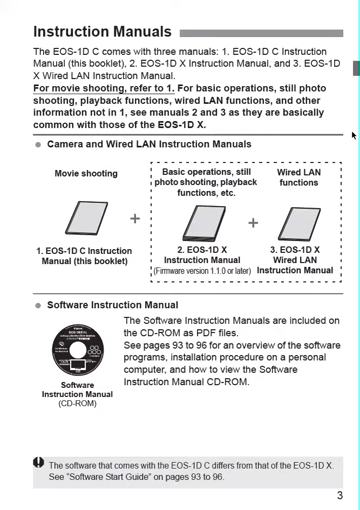 Instruction Manuals
The EOS-1D C comes with three manuals: 1. EOS-1D C Instruction
Manual (this booklet), 2. EOS-1D X Instruction Manual, and 3. EOS-1D
X Wired LAN Instruction Manual.
For movie shooting, refer to 1. For basic operations, still photo
shooting, playback functions, wired LAN functions, and other
information not in 1, see manuals 2 and 3 as they are basically
common with those of the EOS-1D X.
Camera and Wired LAN Instruction Manuals
Movie shooting
1. EOS-1D C Instruction
Manual (this booklet)
+
Basic operations, still
photo shooting, playback
functions, etc.
2. EOS-1D X
Instruction Manual
(Firmware version 1.1.0 or later)
+
Wired LAN
functions
3. EOS-1D X
Wired LAN
Instruction Manual
Software Instruction Manual
Software
Instruction Manual
(CD-ROM)
The Software Instruction Manuals are included on
the CD-ROM as PDF files.
See pages 93 to 96 for an overview of the software
programs, installation procedure on a personal
computer, and how to view the Software
Instruction Manual CD-ROM.
The software that comes with the EOS-1D C differs from that of the EOS-1D X.
See "Software Start Guide" on pages 93 to 96.
3